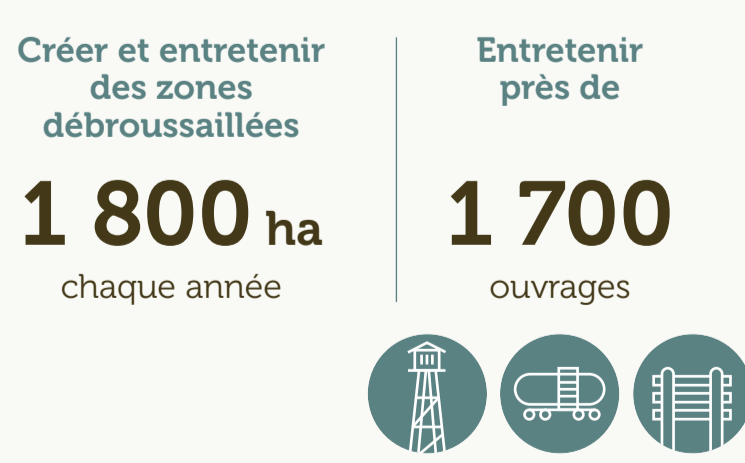 Créer et entretenir
des zones
débroussaillées
1 800 ha
chaque année
Entretenir
près de
1 700
ouvrages